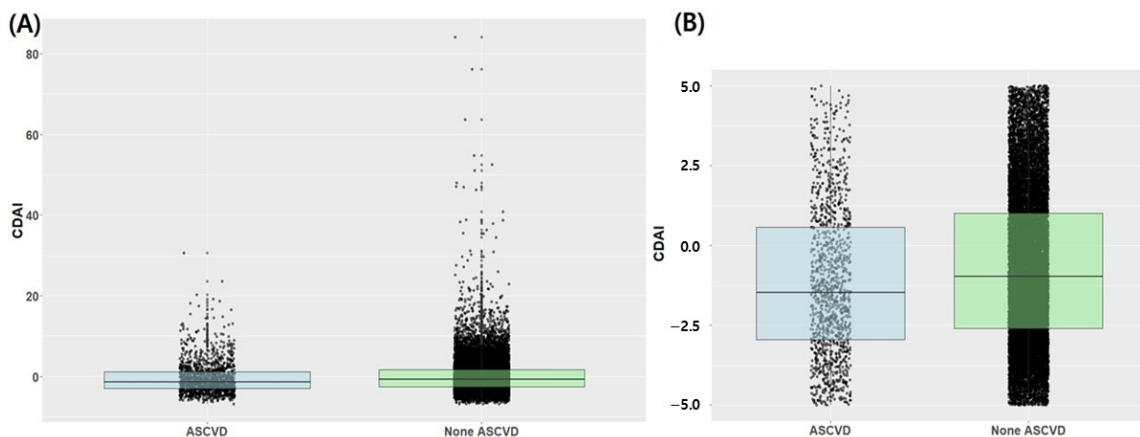 (A)
CDAI
80
60
40
20
0
ASCVD
None ASCVD
(B)
CDAI
5.0
2.5
0.0
−2.5
−5.0
ASCVD
None ASCVD